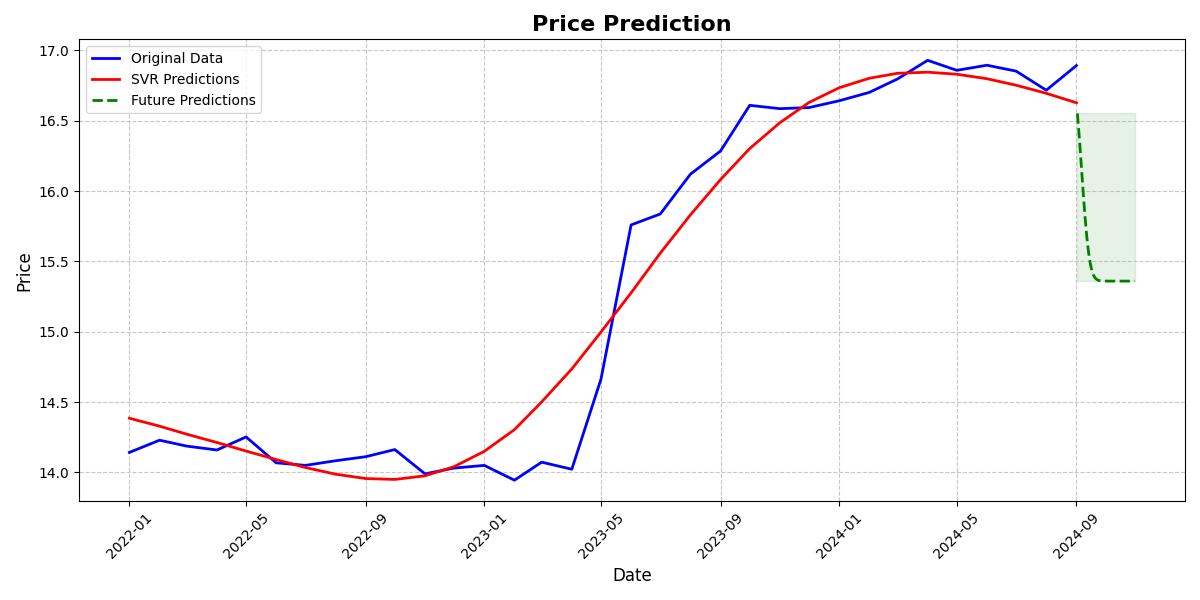 Price Prediction
Original Data
SVR Predictions
Future Predictions
Price
17.0
16.5
16.0
15.5
15.0
14.5
14.0
2022-01
2022-05
2022-09
2023-01
2023-05
2023-09
2024-01
2024-05
2024-09
Date